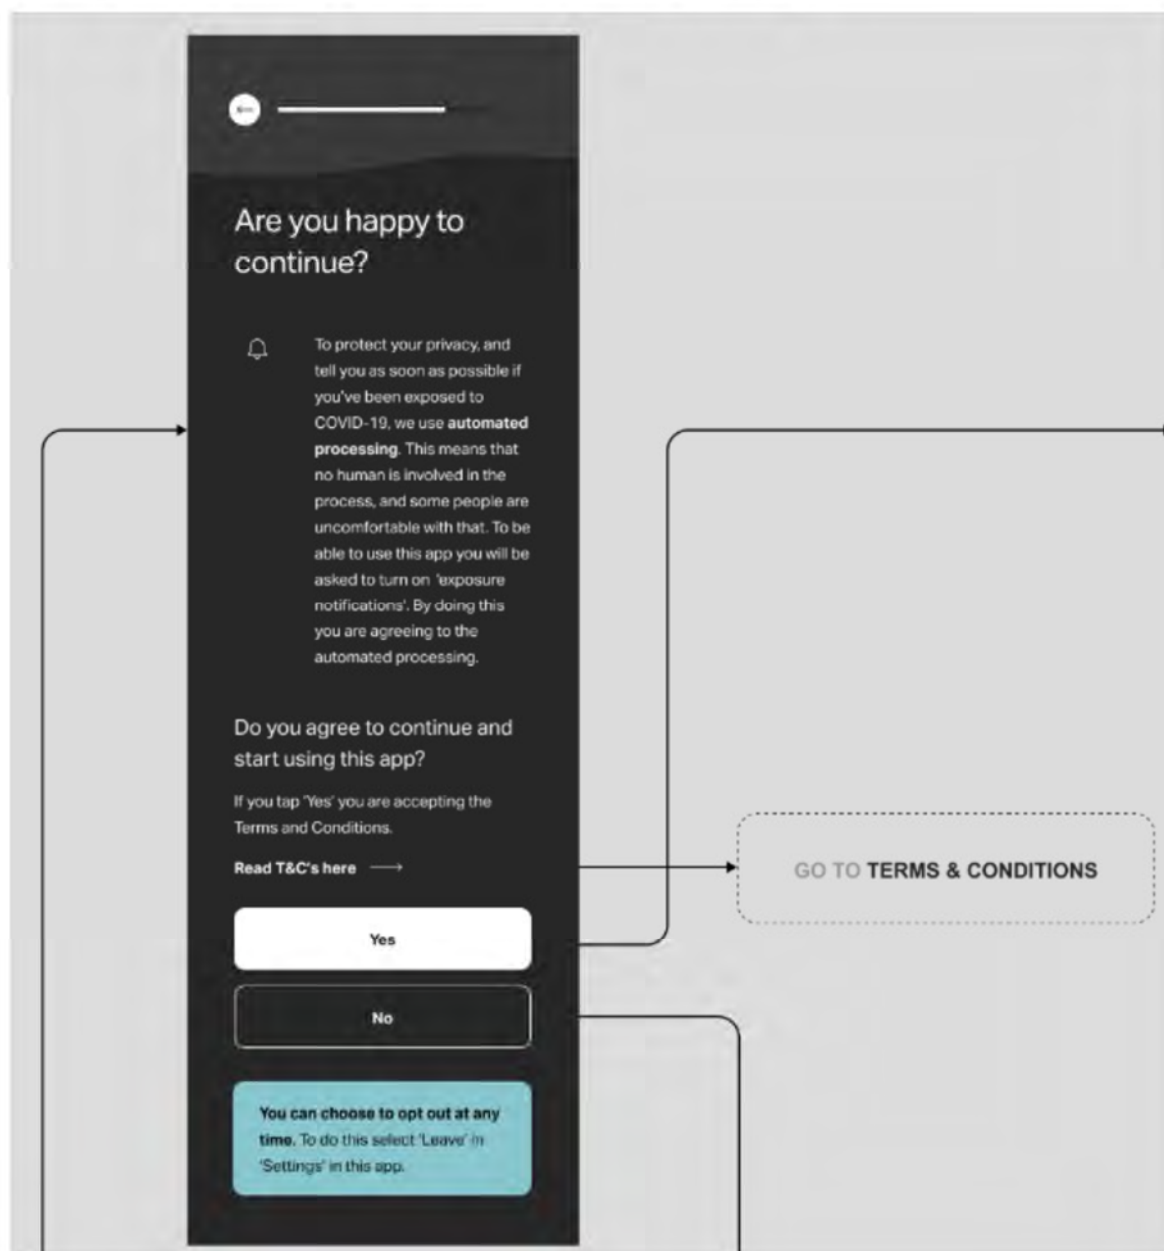 Are you happy to
continue?
To protect your privacy, and
tell you as soon as possible if
you've been exposed to
COVID-19, we use automated
processing. This means that
no human is involved in the
process, and some people are
uncomfortable with that. To be
able to use this app you will be
asked to turn on 'exposure
notifications'. By doing this
you are agreeing to the
automated processing.
Do you agree to continue and
start using this app?
If you tap 'Yes' you are accepting the
Terms and Conditions.
Read T&C's here
GO TO TERMS & CONDITIONS
Yes
No
You can choose to opt out at any
time. To do this select 'Leave' in
'Settings' in this app.